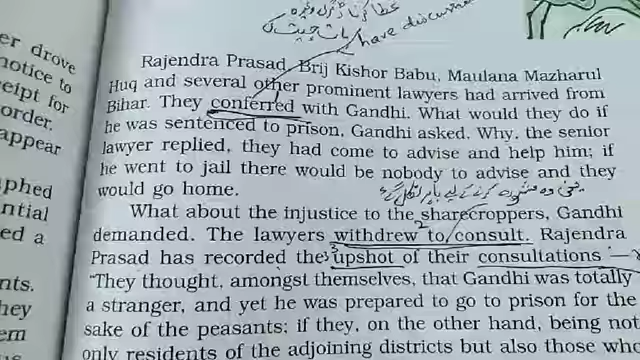 have discussion
er drove
notice to
eipt for
order.
appear
phed
ntial
ed a
nts.
hey
em
Rajendra Prasad, Brij Kishor Babu, Maulana Mazharul
Huq and several other prominent lawyers had arrived from
Bihar. They conferred with Gandhi. What would they do if
he was sentenced to prison, Gandhi asked. Why, the senior
lawyer replied, they had come to advise and help him; if
he went to jail there would be nobody to advise and they
would go home.
What about the injustice to the sharecroppers, Gandhi
demanded. The lawyers withdrew to consult. Rajendra
Prasad has recorded the upshot of their consultations —
“They thought, amongst themselves, that Gandhi was totally
a stranger, and yet he was prepared to go to prison for the
sake of the peasants; if they, on the other hand, being not
only residents of the adjoining districts but also those who